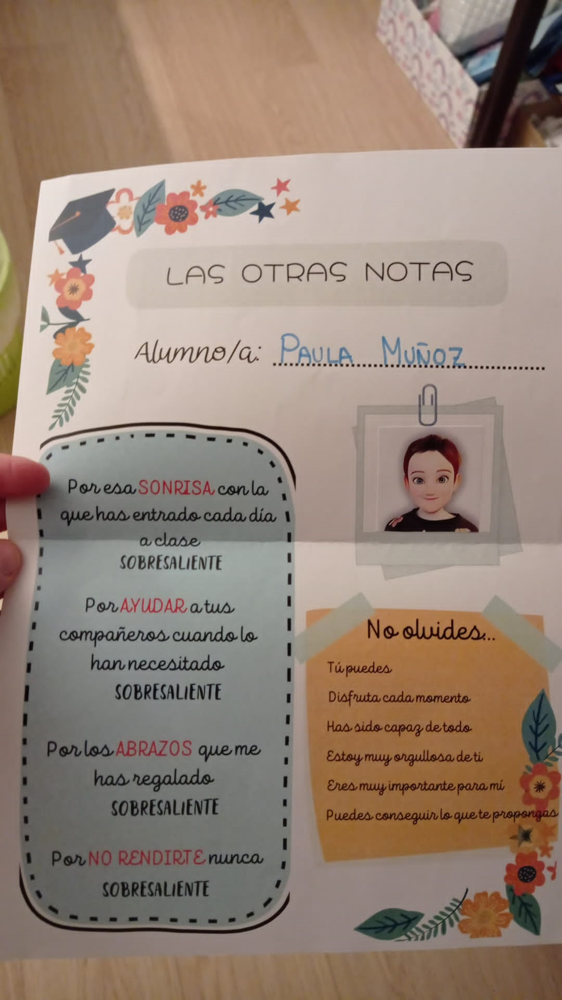 LAS OTRAS NOTAS
Alumno/a: PAULA MUÑOZ
Por esa SONRISA con la
que has entrado cada día
a clase
SOBRESALIENTE
Por AYUDAR a tus
compañeros cuando lo
han necesitado
SOBRESALIENTE
Por los ABRAZOS que me
has regalado
SOBRESALIENTE
Por NO RENDIRTE nunca
SOBRESALIENTE
No olvides...
Tú puedes
Disfruta cada momento
Has sido capaz de todo
Estoy muy orgullosa de ti
Eres muy importante para mí
Puedes conseguir lo que te propongas